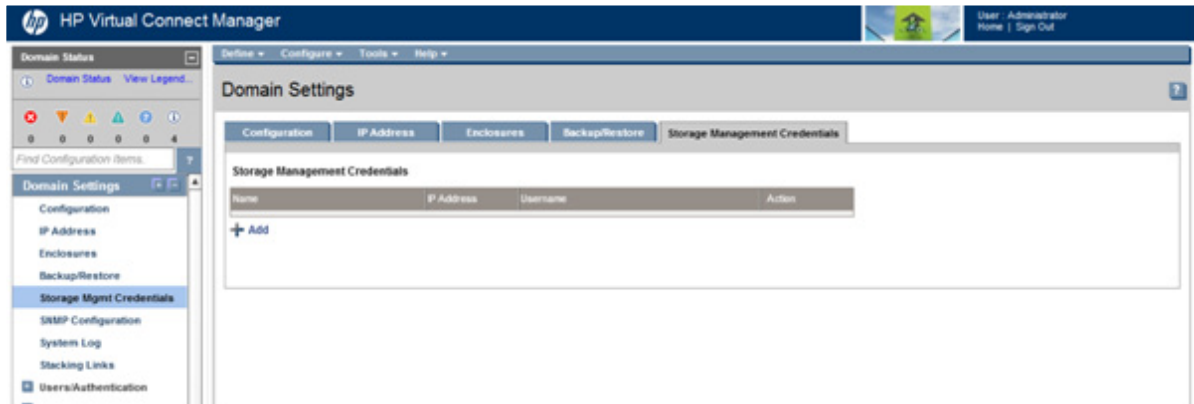 hp HP Virtual Connect Manager
User : Administrator
Home | Sign Out
Domain Status
Domain Status View Legend...
0 0 0 0 0 4
Find Configuration Items. ?
Domain Settings
Configuration
IP Address
Enclosures
Backup/Restore
Storage Mgmt Credentials
SNMP Configuration
System Log
Stacking Links
Users/Authentication
Define Configure Tools Help
Domain Settings ?
Configuration IP Address Enclosures Backup/Restore Storage Management Credentials
Storage Management Credentials
Name IP Address Username Action
Add